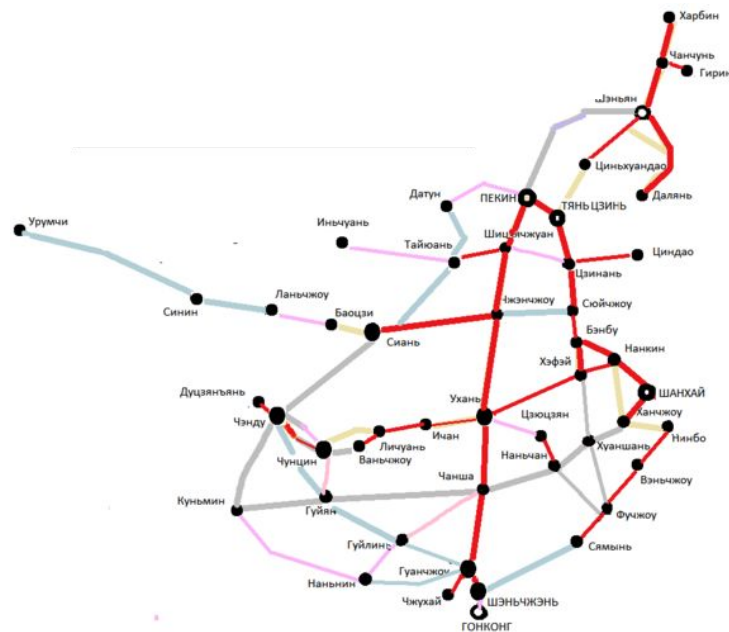 Харбин
Чанчунь
Гирин
Шэньян
Циньхуандао
Далянь
Датун
ПЕКИН
ТЯНЬЦЗИНЬ
Урумчи
Иньчуань
Тайюань
Циндао
Цзинань
Ланьчжоу
Синин
Баоцзи
Сиань
Чжэнчжоу
Сюйчжоу
Бэнбу
Нанкин
Хэфэй
Дуцзянъянь
Чэнду
Ухань
Цзюцзян
ШАНХАЙ
Ханчжоу
Нинбо
Личуань
Ичан
Чунцин
Ваньчжоу
Наньчан
Хуаншань
Вэньчжоу
Чанша
Куньмин
Гуйян
Фучжоу
Гуйлинь
Сямынь
Гуанчжоу
Наньнин
Чжухай
ШЭНЬЧЖЭНЬ
ГОНКОНГ